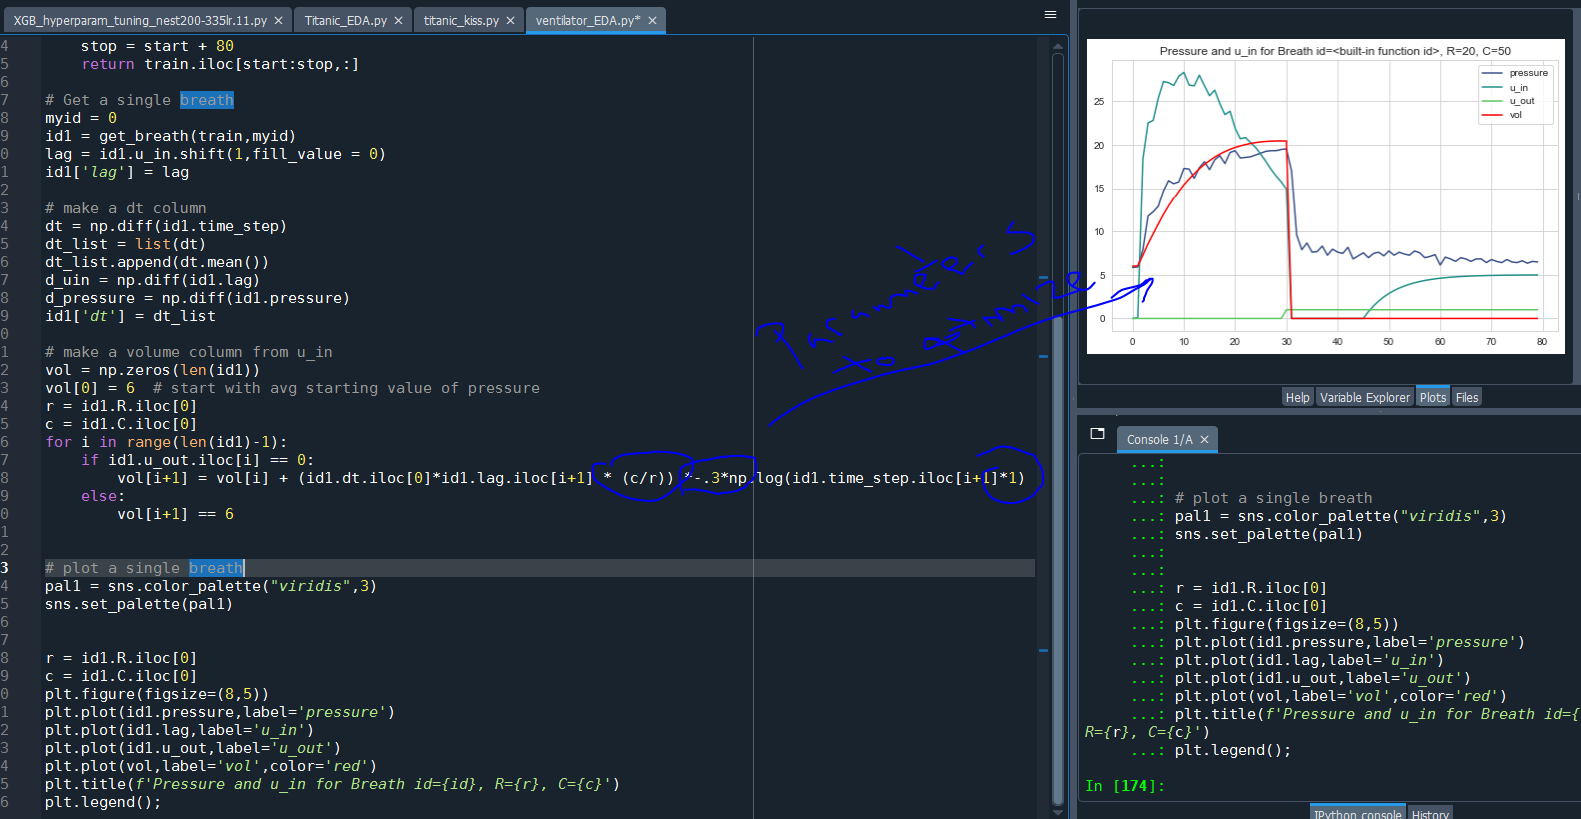 XGB_hyperparam_tuning_nest200-335lr.11.py × Titanic_EDA.py × titanic_kiss.py × ventilator_EDA.py* ×
4 stop = start + 80
5 return train.iloc[start:stop,:]
6
7 # Get a single breath
8 myid = 0
9 id1 = get_breath(train,myid)
0 lag = id1.u_in.shift(1,fill_value = 0)
1 id1['lag'] = lag
2
3 # make a dt column
4 dt = np.diff(id1.time_step)
5 dt_list = list(dt)
6 dt_list.append(dt.mean())
7 d_uin = np.diff(id1.lag)
8 d_pressure = np.diff(id1.pressure)
9 id1['dt'] = dt_list
0
1 # make a volume column from u_in
2 vol = np.zeros(len(id1))
3 vol[0] = 6  # start with avg starting value of pressure
4 r = id1.R.iloc[0]
5 c = id1.C.iloc[0]
6 for i in range(len(id1)-1):
7 if id1.u_out.iloc[i] == 0:
8 vol[i+1] = vol[i] + (id1.dt.iloc[0]*id1.lag.iloc[i+1] * (c/r)) *-.3*np.log(id1.time_step.iloc[i+1]*1)
9 else:
0 vol[i+1] == 6
1
2
3 # plot a single breath
4 pal1 = sns.color_palette("viridis",3)
5 sns.set_palette(pal1)
6
7
8 r = id1.R.iloc[0]
9 c = id1.C.iloc[0]
0 plt.figure(figsize=(8,5))
1 plt.plot(id1.pressure,label='pressure')
2 plt.plot(id1.lag,label='u_in')
3 plt.plot(id1.u_out,label='u_out')
4 plt.plot(vol,label='vol',color='red')
5 plt.title(f'Pressure and u_in for Breath id={id}, R={r}, C={c}')
6 plt.legend();
Parameters
to optimize
Pressure and u_in for Breath id=<built-in function id>, R=20, C=50
pressure
u_in
u_out
vol
25
20
15
10
5
0
0 10 20 30 40 50 60 70 80
Help Variable Explorer Plots Files
Console 1/A ×
...:
...:
...: # plot a single breath
...: pal1 = sns.color_palette("viridis",3)
...: sns.set_palette(pal1)
...:
...:
...: r = id1.R.iloc[0]
...: c = id1.C.iloc[0]
...: plt.figure(figsize=(8,5))
...: plt.plot(id1.pressure,label='pressure')
...: plt.plot(id1.lag,label='u_in')
...: plt.plot(id1.u_out,label='u_out')
...: plt.plot(vol,label='vol',color='red')
...: plt.title(f'Pressure and u_in for Breath id={
R={r}, C={c}')
...: plt.legend();
In [174]:
IPython console History